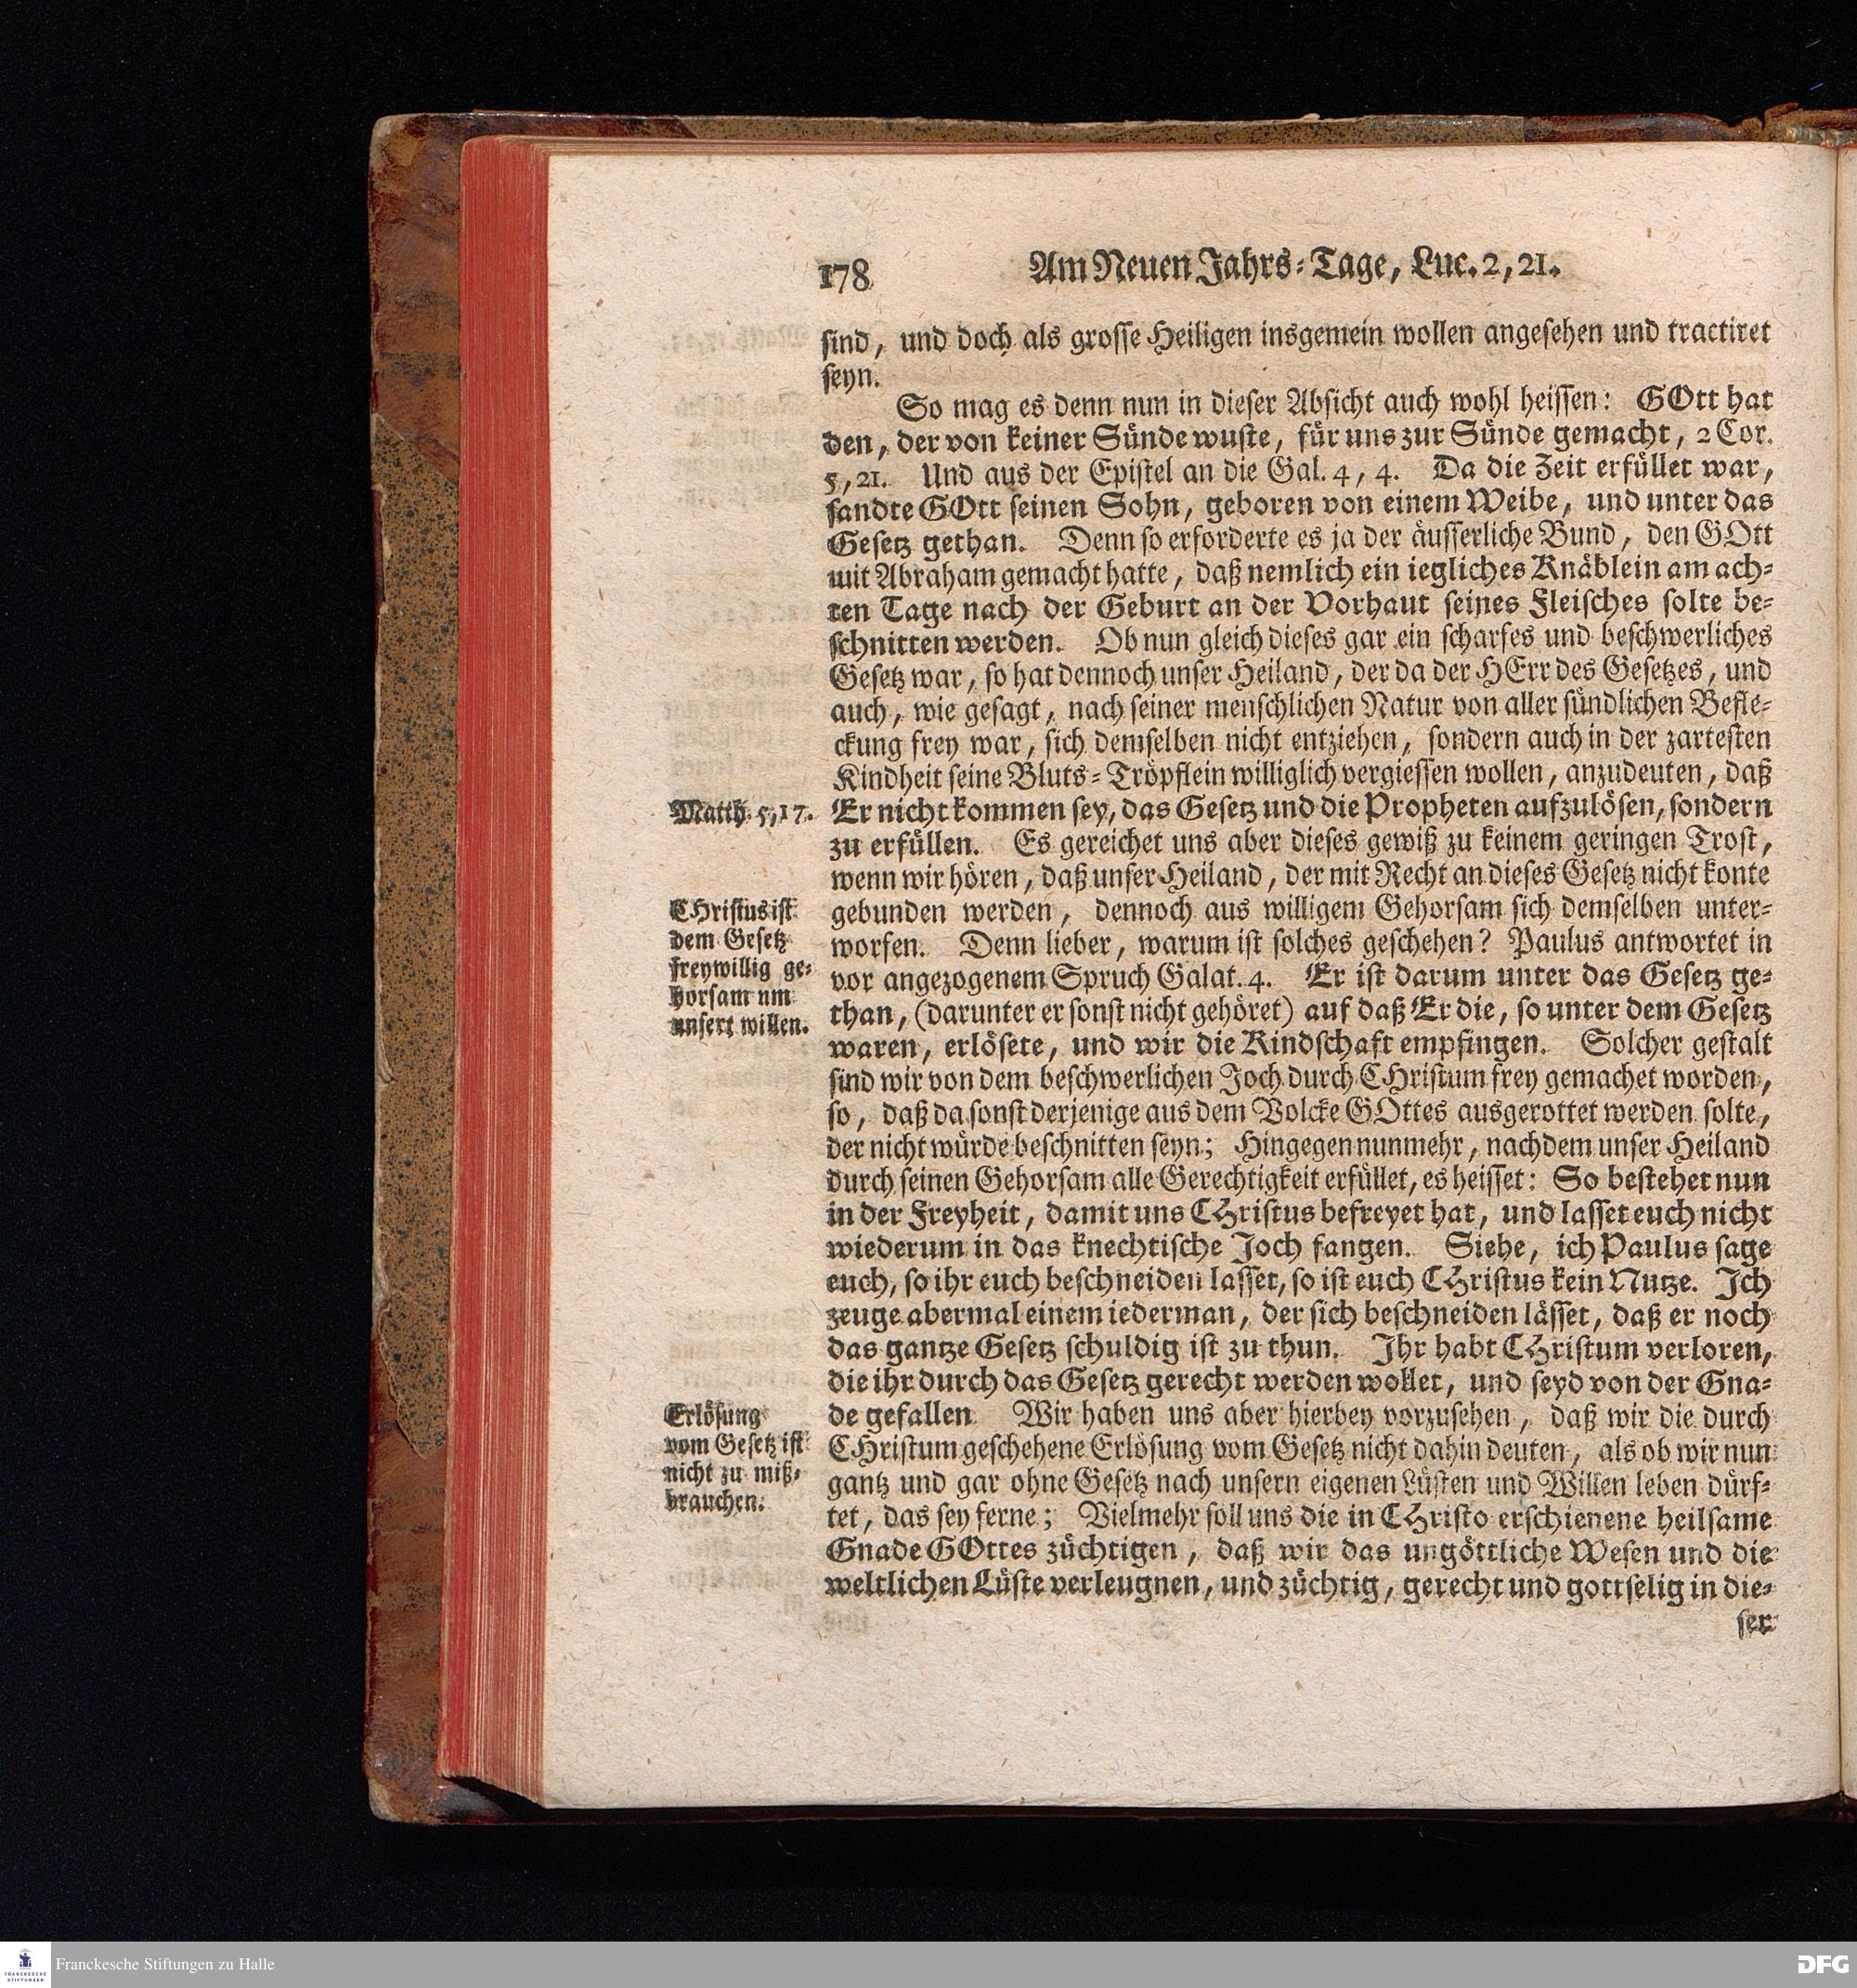 178
Am Neuen Jahrs-Tage, Luc. 2, 21.
sind, und doch als grosse Heiligen insgemein wollen angesehen und tractiret
seyn.
So mag es denn nun in dieser Absicht auch wohl heissen: GOtt hat
den, der von keiner Sünde wuste, für uns zur Sünde gemacht, 2 Cor.
5, 21. Und aus der Epistel an die Gal. 4, 4. Da die Zeit erfüllet war,
sandte GOtt seinen Sohn, geboren von einem Weibe, und unter das
Gesetz gethan. Denn so erforderte es ja der äusserliche Bund, den GOtt
mit Abraham gemacht hatte, daß nemlich ein iegliches Knäblein am ach-
ten Tage nach der Geburt an der Vorhaut seines Fleisches solte be-
schnitten werden. Ob nun gleich dieses gar ein scharfes und beschwerliches
Gesetz war, so hat dennoch unser Heiland, der da der HErr des Gesetzes, und
auch, wie gesagt, nach seiner menschlichen Natur von aller sündlichen Befle-
ckung frey war, sich demselben nicht entziehen, sondern auch in der zartesten
Kindheit seine Bluts-Tröpflein williglich vergiessen wollen, anzudeuten, daß
Matth. 5, 17.
Er nicht kommen sey, das Gesetz und die Propheten aufzulösen, sondern
zu erfüllen. Es gereichet uns aber dieses gewiß zu keinem geringen Trost,
wenn wir hören, daß unser Heiland, der mit Recht an dieses Gesetz nicht konte
CHristus ist
dem Gesetz
freywillig ge-
horsam um
unsert willen.
gebunden werden, dennoch aus willigem Gehorsam sich demselben unter-
worfen. Denn lieber, warum ist solches geschehen? Paulus antwortet in
vor angezogenem Spruch Galat. 4. Er ist darum unter das Gesetz ge-
than, (darunter er sonst nicht gehöret) auf daß Er die, so unter dem Gesetz
waren, erlösete, und wir die Kindschaft empfingen. Solcher gestalt
sind wir von dem beschwerlichen Joch durch CHristum frey gemachet worden,
so, daß da sonst derjenige aus dem Volcke GOttes ausgerottet werden solte,
der nicht würde beschnitten seyn; Hingegen nunmehr, nachdem unser Heiland
durch seinen Gehorsam alle Gerechtigkeit erfüllet, es heisset: So bestehet nun
in der Freyheit, damit uns CHristus befreyet hat, und lasset euch nicht
wiederum in das knechtische Joch fangen. Siehe, ich Paulus sage
euch, so ihr euch beschneiden lasset, so ist euch CHristus kein Nutze. Ich
zeuge abermal einem iederman, der sich beschneiden lässet, daß er noch
das gantze Gesetz schuldig ist zu thun. Ihr habt CHristum verloren,
die ihr durch das Gesetz gerecht werden wollet, und seyd von der Gna-
Erlösung
vom Gesetz ist
nicht zu miß-
brauchen.
de gefallen Wir haben uns aber hierbey vorzusehen, daß wir die durch
CHristum geschehene Erlösung vom Gesetz nicht dahin deuten, als ob wir nun
gantz und gar ohne Gesetz nach unsern eigenen Lüsten und Willen leben dürf-
tet, das sey ferne; Vielmehr soll uns die in CHristo erschienene heilsame
Gnade GOttes züchtigen, daß wir das ungöttliche Wesen und die
weltlichen Lüste verleugnen, und züchtig, gerecht und gottselig in die-
ser
FRANCKESCHE
STIFTUNGEN
Franckesche Stiftungen zu Halle
DFG